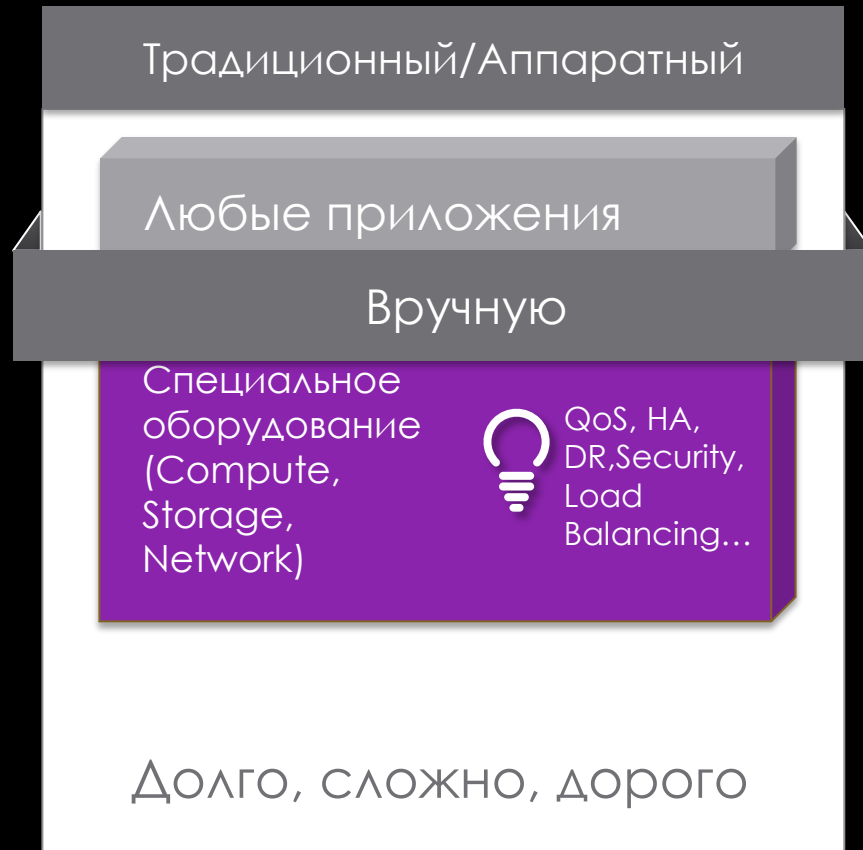 Традиционный/Аппаратный
Любые приложения
Вручную
Специальное
оборудование
(Compute,
Storage,
Network)
QoS, HA,
DR,Security,
Load
Balancing…
Долго, сложно, дорого